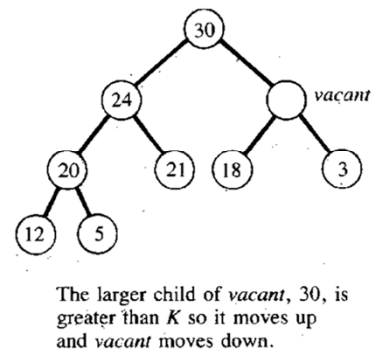 30
24 vacant
20 21 18 3
12 5
The larger child of vacant, 30, is
greater than K so it moves up
and vacant moves down.